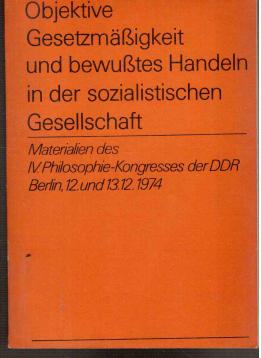 Objektive
Gesetzmäßigkeit
und bewußtes Handeln
in der sozialistischen
Gesellschaft
Materialien des
IV. Philosophie-Kongresses der DDR
Berlin, 12. und 13.12. 1974